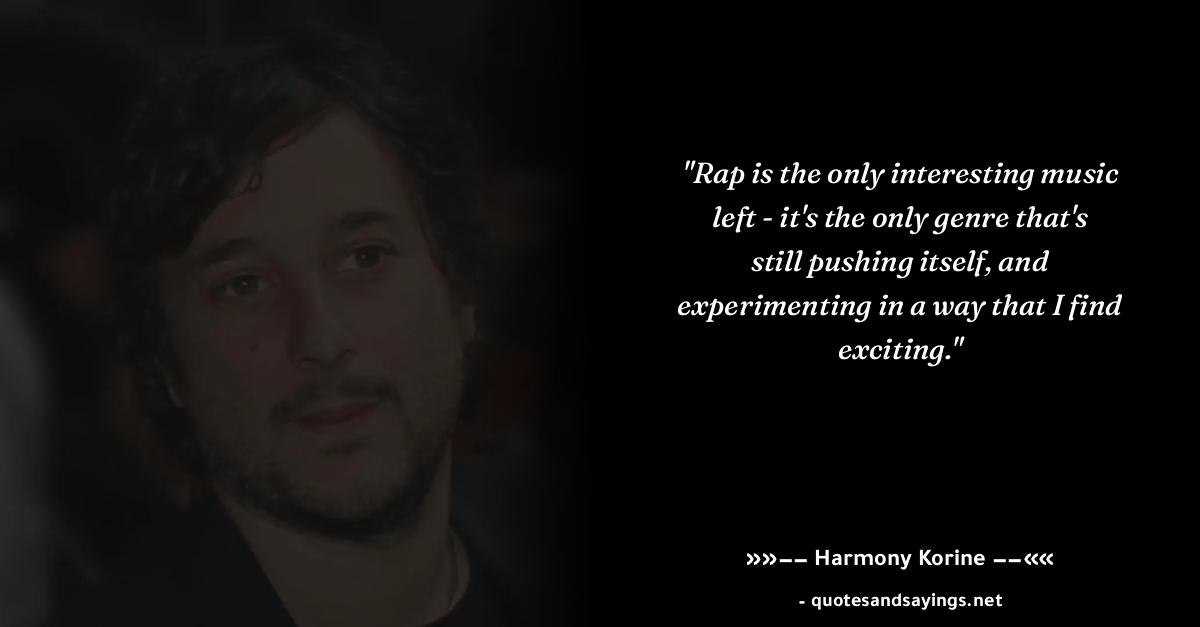 "Rap is the only interesting music
left - it's the only genre that's
still pushing itself, and
experimenting in a way that I find
exciting."
»»–– Harmony Korine ––««
- quotesandsayings.net